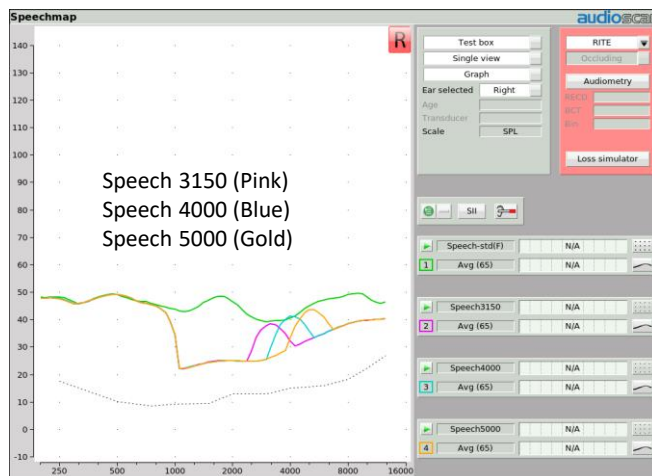 Speechmap
audioscan
R
140
130
120
110
100
90
80
70
60
50
40
30
20
10
0
-10
250
500
1000
2000
4000
8000
16000
Speech 3150 (Pink)
Speech 4000 (Blue)
Speech 5000 (Gold)
Test box
Single view
Graph
Ear selected Right
Age
Transducer
Scale SPL
RITE
Occluding
Audiometry
RECD
BCT
Bin
Loss simulator
SII
Speech-std(F) N/A
1 Avg (65) N/A
Speech3150 N/A
2 Avg (65) N/A
Speech4000 N/A
3 Avg (65) N/A
Speech5000 N/A
4 Avg (65) N/A